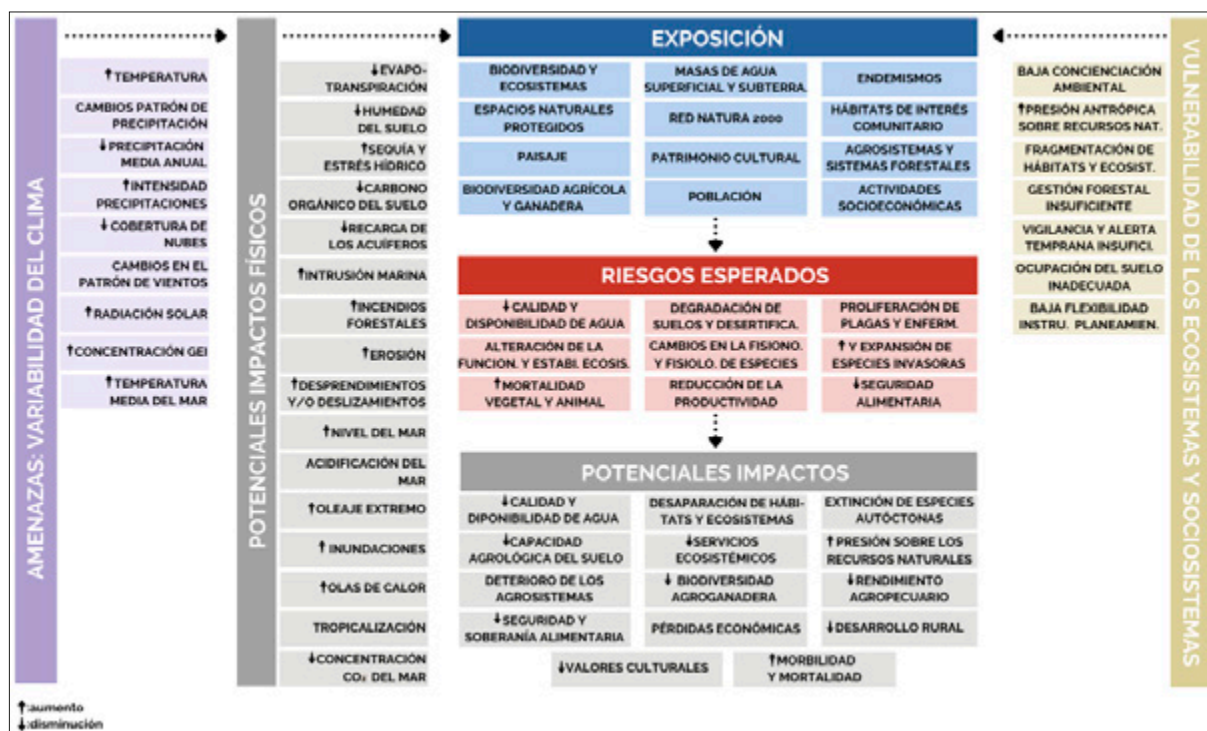 AMENAZAS: VARIABILIDAD DEL CLIMA
↑TEMPERATURA
CAMBIOS PATRÓN DE
PRECIPITACIÓN
↓PRECIPITACIÓN
MEDIA ANUAL
↑INTENSIDAD
PRECIPITACIONES
↓COBERTURA DE
NUBES
CAMBIOS EN EL
PATRÓN DE VIENTOS
↑RADIACIÓN SOLAR
↑CONCENTRACIÓN GEI
↑TEMPERATURA
MEDIA DEL MAR
POTENCIALES IMPACTOS FÍSICOS
↓EVAPO-
TRANSPIRACIÓN
↓HUMEDAD
DEL SUELO
↑SEQUÍA Y
ESTRÉS HÍDRICO
↓CARBONO
ORGÁNICO DEL SUELO
↓RECARGA DE
LOS ACUÍFEROS
↑INTRUSIÓN MARINA
↑INCENDIOS
FORESTALES
↑EROSIÓN
↑DESPRENDIMIENTOS
Y/O DESLIZAMIENTOS
↑NIVEL DEL MAR
ACIDIFICACIÓN DEL
MAR
↑OLEAJE EXTREMO
↑INUNDACIONES
↑OLAS DE CALOR
TROPICALIZACIÓN
↓CONCENTRACIÓN
CO₂ DEL MAR
EXPOSICIÓN
BIODIVERSIDAD Y
ECOSISTEMAS
MASAS DE AGUA
SUPERFICIAL Y SUBTERRA.
ENDEMISMOS
ESPACIOS NATURALES
PROTEGIDOS
RED NATURA 2000
HÁBITATS DE INTERÉS
COMUNITARIO
PAISAJE
PATRIMONIO CULTURAL
AGROSISTEMAS Y
SISTEMAS FORESTALES
BIODIVERSIDAD AGRÍCOLA
Y GANADERA
POBLACIÓN
ACTIVIDADES
SOCIOECONÓMICAS
RIESGOS ESPERADOS
↓CALIDAD Y
DISPONIBILIDAD DE AGUA
DEGRADACIÓN DE
SUELOS Y DESERTIFICA.
PROLIFERACIÓN DE
PLAGAS Y ENFERM.
ALTERACIÓN DE LA
FUNCION. Y ESTABI. ECOSIS.
CAMBIOS EN LA FISIONO.
Y FISIOLO. DE ESPECIES
↑Y EXPANSIÓN DE
ESPECIES INVASORAS
↑MORTALIDAD
VEGETAL Y ANIMAL
REDUCCIÓN DE LA
PRODUCTIVIDAD
↓SEGURIDAD
ALIMENTARIA
POTENCIALES IMPACTOS
↓CALIDAD Y
DIPONIBILIDAD DE AGUA
DESAPARACIÓN DE HÁBI-
TATS Y ECOSISTEMAS
EXTINCIÓN DE ESPECIES
AUTÓCTONAS
↓CAPACIDAD
AGROLÓGICA DEL SUELO
↓SERVICIOS
ECOSISTÉMICOS
↑PRESIÓN SOBRE LOS
RECURSOS NATURALES
DETERIORO DE LOS
AGROSISTEMAS
↓ BIODIVERSIDAD
AGROGANADERA
↓RENDIMIENTO
AGROPECUARIO
↓SEGURIDAD Y
SOBERANÍA ALIMENTARIA
PÉRDIDAS ECONÓMICAS
↓DESARROLLO RURAL
↓VALORES CULTURALES
↑MORBILIDAD
Y MORTALIDAD
BAJA CONCIENCIACIÓN
AMBIENTAL
↑PRESIÓN ANTRÓPICA
SOBRE RECURSOS NAT.
FRAGMENTACIÓN DE
HÁBITATS Y ECOSIST.
GESTIÓN FORESTAL
INSUFICIENTE
VIGILANCIA Y ALERTA
TEMPRANA INSUFICI.
OCUPACIÓN DEL SUELO
INADECUADA
BAJA FLEXIBILIDAD
INSTRU. PLANEAMIEN.
VULNERABILIDAD DE LOS ECOSISTEMAS Y SOCIOSISTEMAS
↑:aumento
↓:disminución